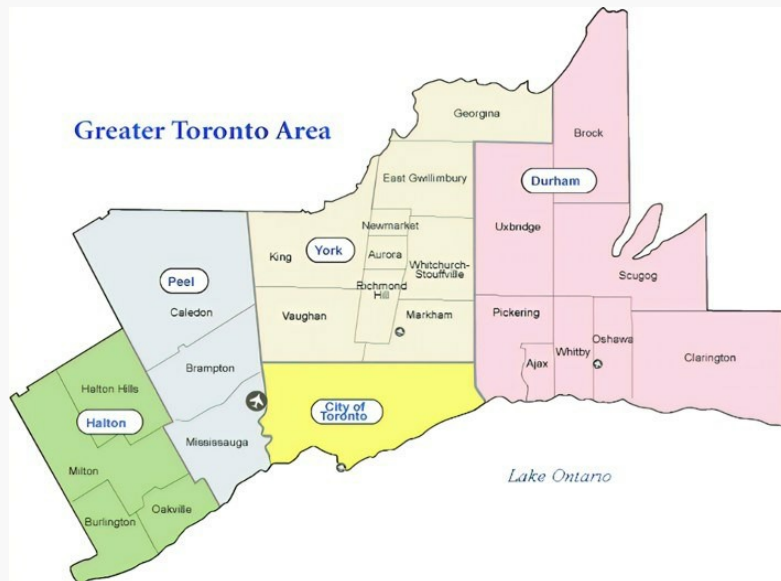 Greater Toronto Area
Georgina
Brock
East Gwillimbury
Durham
Newmarket
Uxbridge
King
York
Aurora
Whitchurch-
Stouffville
Peel
Richmond
Hill
Scugog
Caledon
Vaughan
Markham
Pickering
Oshawa
Whitby
Ajax
Clarington
Brampton
Halton Hills
City of
Toronto
Halton
Mississauga
Milton
Lake Ontario
Oakville
Burlington